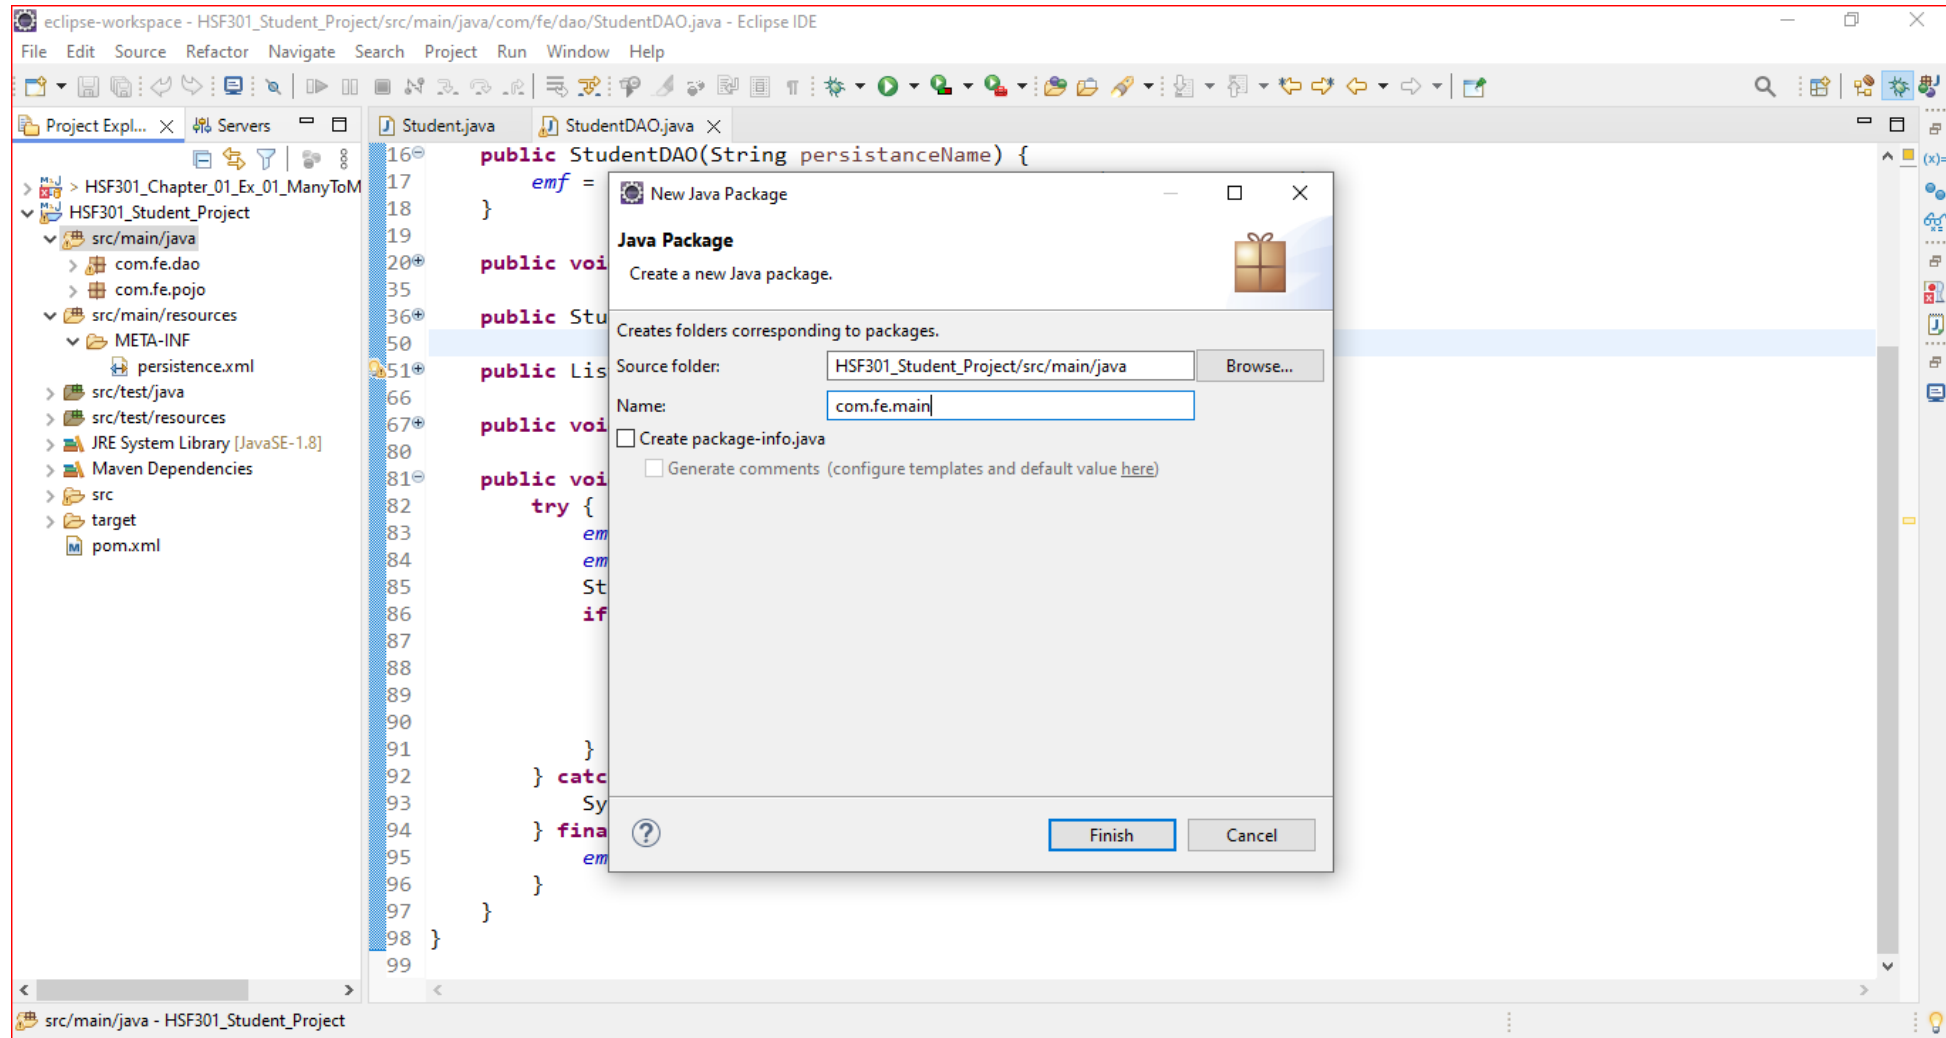 eclipse-workspace - HSF301_Student_Project/src/main/java/com/fe/dao/StudentDAO.java - Eclipse IDE
File Edit Source Refactor Navigate Search Project Run Window Help
Project Expl...
Servers
Student.java
StudentDAO.java
> HSF301_Chapter_01_Ex_01_ManyToM
HSF301_Student_Project
src/main/java
com.fe.dao
com.fe.pojo
src/main/resources
META-INF
persistence.xml
src/test/java
src/test/resources
JRE System Library [JavaSE-1.8]
Maven Dependencies
src
target
pom.xml
16 public StudentDAO(String persistanceName) {
17 emf =
18 }
19
20 public voi
35
36 public Stu
50
51 public Lis
66
67 public voi
80
81 public voi
82 try {
83 em
84 em
85 St
86 if
87
88
89
90
91 }
92 } catc
93 Sy
94 } fina
95 em
96 }
97 }
98 }
99
New Java Package
Java Package
Create a new Java package.
Creates folders corresponding to packages.
Source folder: HSF301_Student_Project/src/main/java Browse...
Name: com.fe.main
Create package-info.java
Generate comments (configure templates and default value here)
Finish Cancel
(x)=
src/main/java - HSF301_Student_Project